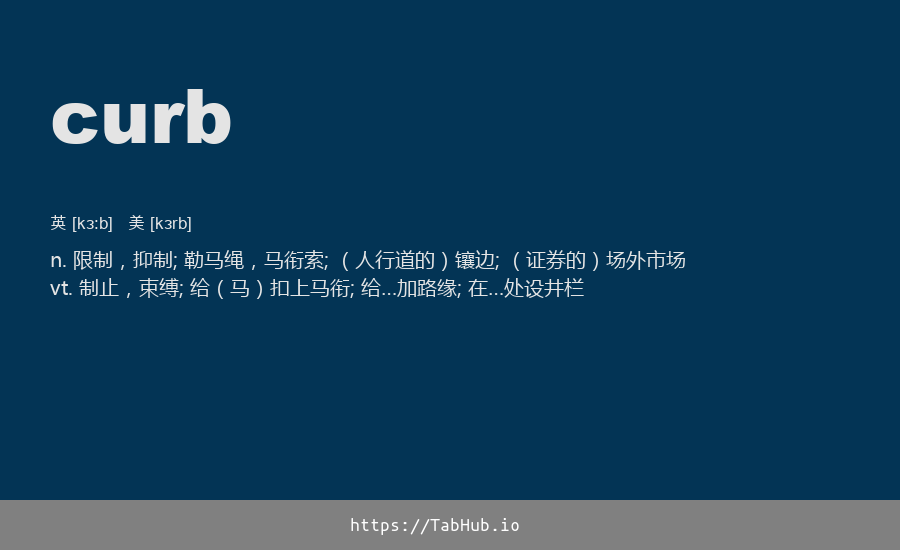 curb
英 [kɜ:b] 美 [kɜrb]
n. 限制，抑制; 勒马绳，马衔索; （人行道的）镶边; （证券的）场外市场
vt. 制止，束缚; 给（马）扣上马衔; 给…加路缘; 在…处设井栏
https://TabHub.io